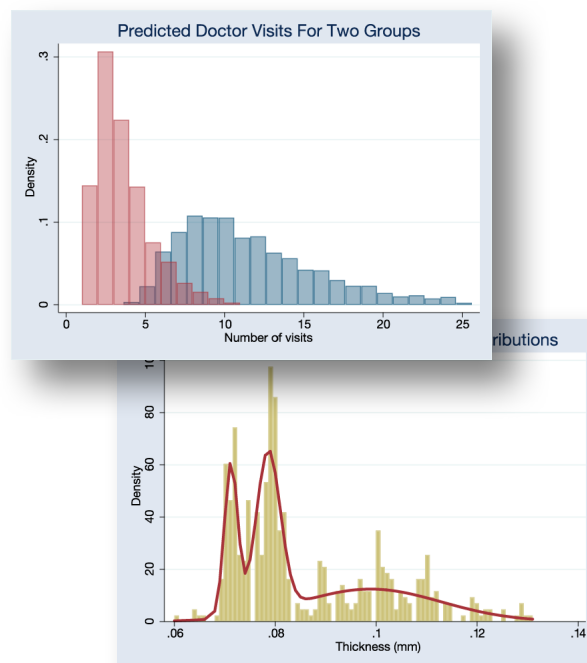 Predicted Doctor Visits For Two Groups
.3
.2
.1
0
Density
0 5 10 15 20 25
Number of visits
ributions
80
60
40
20
0
Density
.06 .08 .1 .12 .14
Thickness (mm)